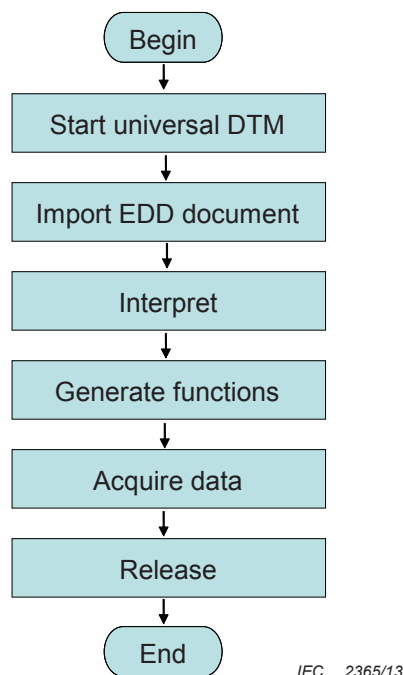 Begin
Start universal DTM
Import EDD document
Interpret
Generate functions
Acquire data
Release
End
IEC 2365/13